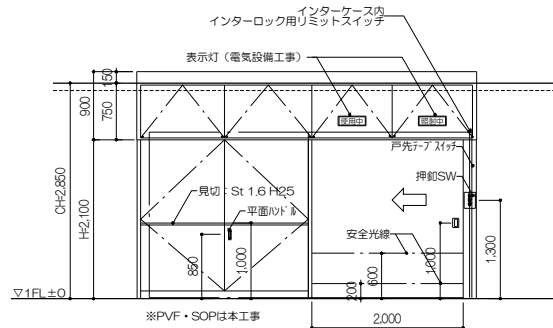 インターケース内
インターロック用リミットスイッチ
表示灯（電気設備工事）
150
900
750
使用中
照射中
戸先テープスイッチ
押釦SW
見切：St 1.6 H25
平面ハンドル
CH=2,850
H=2,100
安全光線
850
1,000
600
200
1,000
1,300
▽1FL±0
※PVF・SOPは本工事
2,000